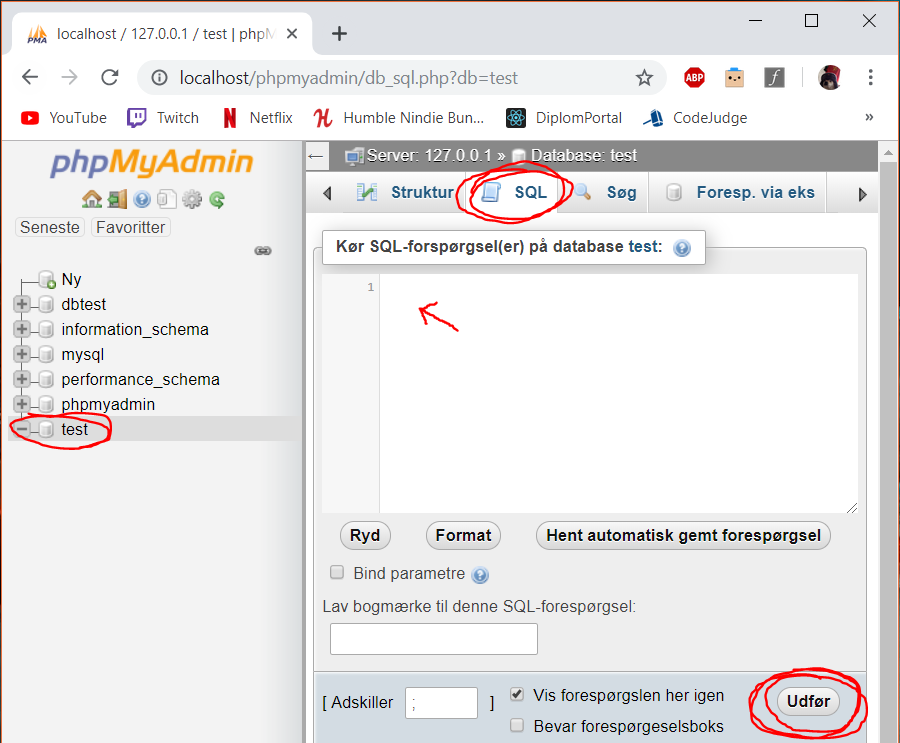 PMA localhost / 127.0.0.1 / test | phpM
localhost/phpmyadmin/db_sql.php?db=test
ABP
f
YouTube Twitch Netflix Humble Nindie Bun... DiplomPortal CodeJudge »
phpMyAdmin
Seneste Favoritter
Ny
dbtest
information_schema
mysql
performance_schema
phpmyadmin
test
Server: 127.0.0.1 » Database: test
Struktur SQL Søg Foresp. via eks
Kør SQL-forspørgsel(er) på database test:
1
Ryd Format Hent automatisk gemt forespørgsel
Bind parametre
Lav bogmærke til denne SQL-forespørgsel:
[ Adskiller ; ] Vis forespørgslen her igen Udfør
Bevar forespørgeselsboks